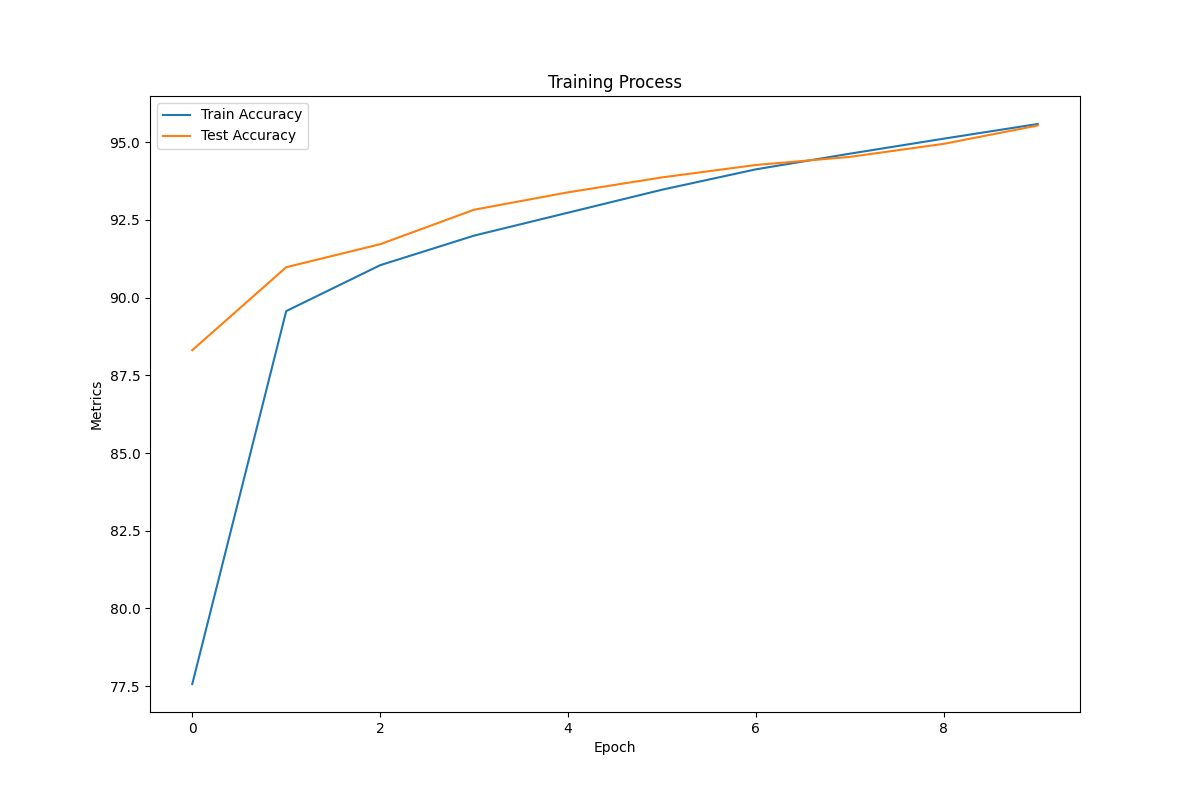 Training Process
Train Accuracy
Test Accuracy
95.0
92.5
90.0
87.5
85.0
82.5
80.0
77.5
Metrics
0 2 4 6 8
Epoch